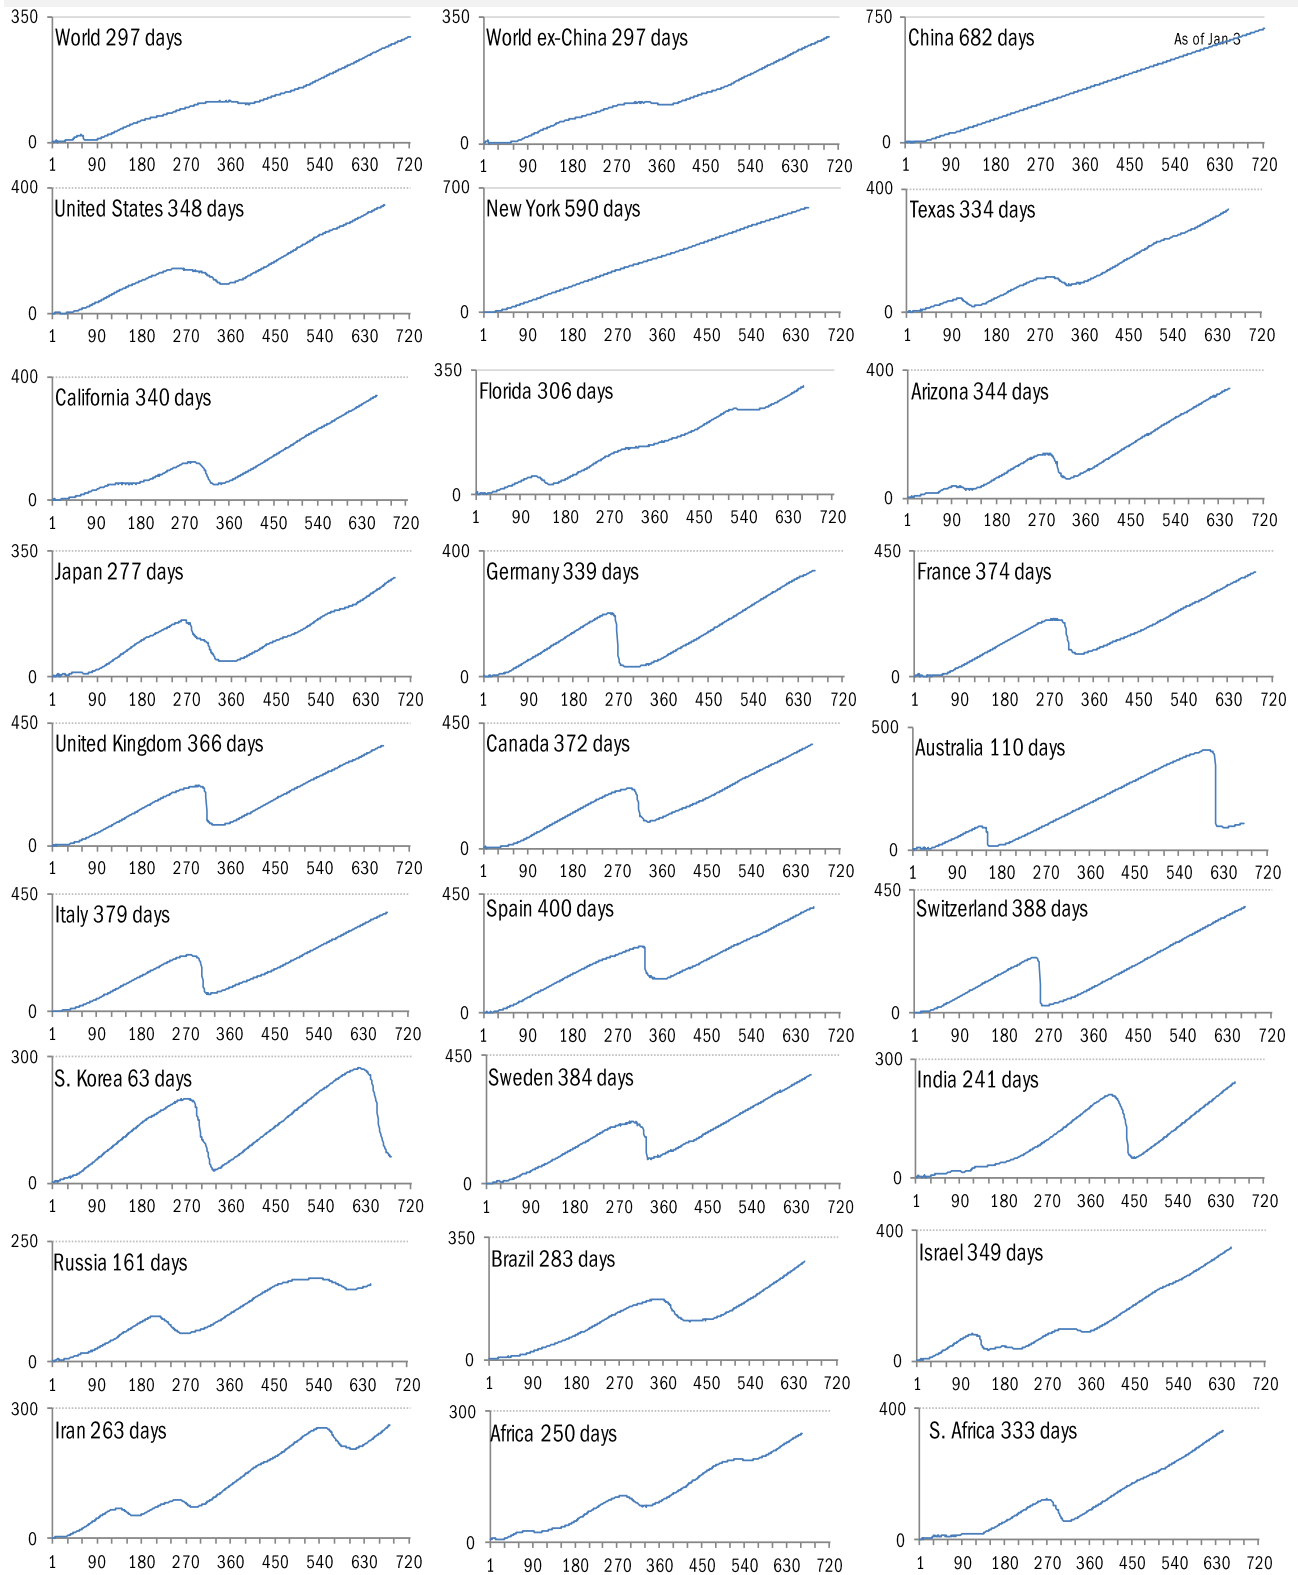 350
World 297 days
0
1 90 180 270 360 450 540 630 720
350
World ex-China 297 days
0
1 90 180 270 360 450 540 630 720
750
China 682 days
As of Jan 3
0
1 90 180 270 360 450 540 630 720
400
United States 348 days
0
1 90 180 270 360 450 540 630 720
700
New York 590 days
0
1 90 180 270 360 450 540 630 720
400
Texas 334 days
0
1 90 180 270 360 450 540 630 720
400
California 340 days
0
1 90 180 270 360 450 540 630 720
350
Florida 306 days
0
1 90 180 270 360 450 540 630 720
400
Arizona 344 days
0
1 90 180 270 360 450 540 630 720
350
Japan 277 days
0
1 90 180 270 360 450 540 630 720
400
Germany 339 days
0
1 90 180 270 360 450 540 630 720
450
France 374 days
0
1 90 180 270 360 450 540 630 720
450
United Kingdom 366 days
0
1 90 180 270 360 450 540 630 720
450
Canada 372 days
0
1 90 180 270 360 450 540 630 720
500
Australia 110 days
0
1 90 180 270 360 450 540 630 720
450
Italy 379 days
0
1 90 180 270 360 450 540 630 720
450
Spain 400 days
0
1 90 180 270 360 450 540 630 720
450
Switzerland 388 days
0
1 90 180 270 360 450 540 630 720
300
S. Korea 63 days
0
1 90 180 270 360 450 540 630 720
450
Sweden 384 days
0
1 90 180 270 360 450 540 630 720
300
India 241 days
0
1 90 180 270 360 450 540 630 720
250
Russia 161 days
0
1 90 180 270 360 450 540 630 720
350
Brazil 283 days
0
1 90 180 270 360 450 540 630 720
400
Israel 349 days
0
1 90 180 270 360 450 540 630 720
300
Iran 263 days
0
1 90 180 270 360 450 540 630 720
300
Africa 250 days
0
1 90 180 270 360 450 540 630 720
400
S. Africa 333 days
0
1 90 180 270 360 450 540 630 720